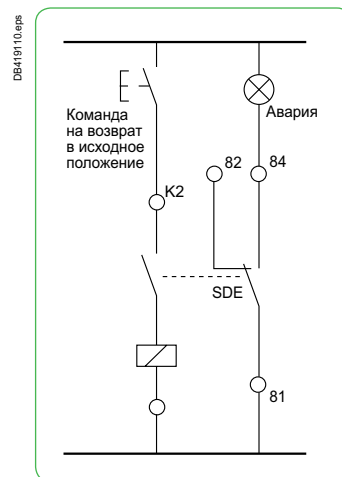 DB419110.eps
Команда
на возврат
в исходное
положение
Авария
82
84
K2
SDE
81